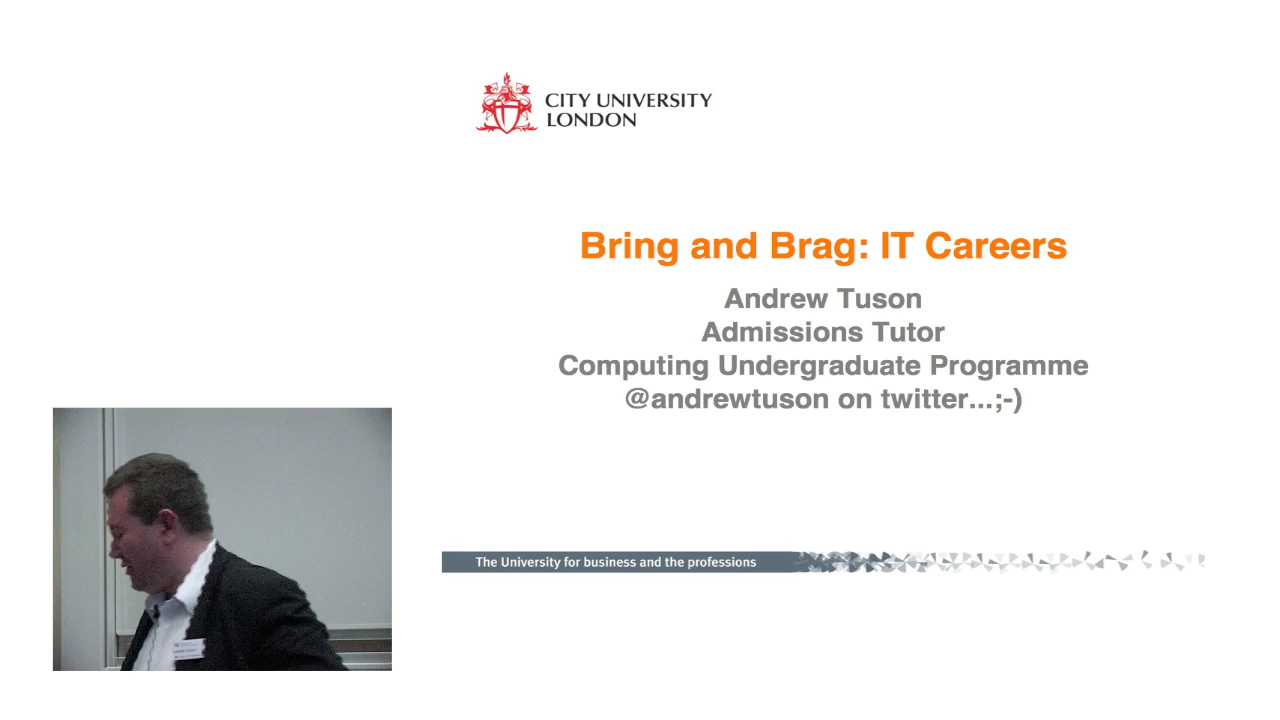 CITY UNIVERSITY
LONDON
Bring and Brag: IT Careers
Andrew Tuson
Admissions Tutor
Computing Undergraduate Programme
@andrewtuson on twitter...;-)
The University for business and the professions